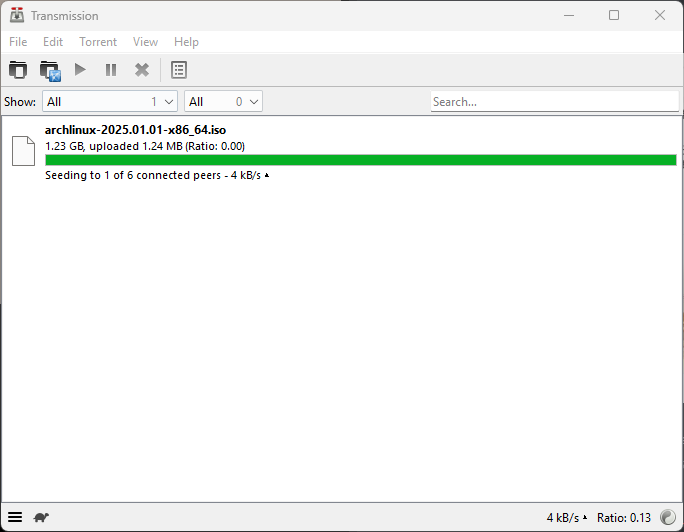 Transmission
File Edit Torrent View Help
Show: All 1 All 0 Search...
archlinux-2025.01.01-x86_64.iso
1.23 GB, uploaded 1.24 MB (Ratio: 0.00)
Seeding to 1 of 6 connected peers - 4 kB/s ▴
4 kB/s ▴ Ratio: 0.13